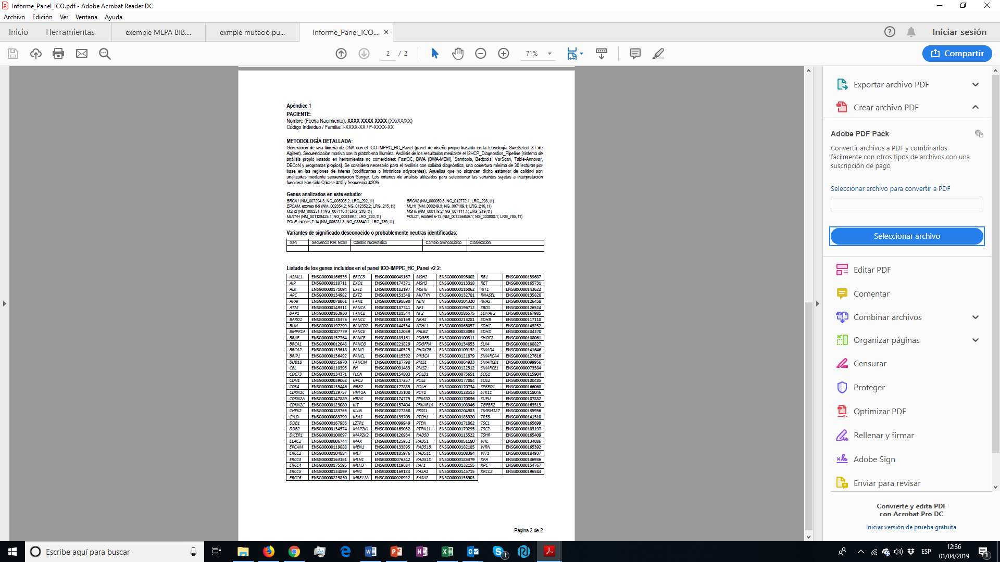 Informe_Panel_ICO.pdf - Adobe Acrobat Reader DC
Archivo Edición Ver Ventana Ayuda
Inicio Herramientas exemple MLPA BIB.... exmple mutació pu... Informe_Panel_ICO.... × Iniciar sesión
2 / 2 71% Compartir
Apéndice 1
PACIENTE:
Nombre (Fecha Nacimiento): XXXX XXXX XXXX (XX/XX/XX)
Código Individuo / Familia: I-XXXX-XX / F-XXXX-XX
METODOLOGÍA DETALLADA:
Generación de una librería de DNA con el ICO-IMPPC_HC_Panel (panel de diseño propio basado en la tecnología SureSelect XT de
Agilent). Secuenciación masiva con la plataforma Illumina. Análisis de los resultados mediante el I2HCP_Diagnostics_Pipeline [sistema de
análisis propio basado en herramientas no comerciales: FastQC, BWA (BWA-MEM), Samtools, Bedtools, VarScan, Table-Annovar,
DECoN y programas propios]. Se considera necesario para el análisis con calidad diagnóstica, una cobertura mínima de 30 lecturas por
base en las regiones de interés (codificantes o intrónicas adyacentes). Aquellas que no alcancen dicho estándar de calidad son
analizadas mediante secuenciación Sanger. Los criterios de análisis utilizados para seleccionar las variantes sujetas a interpretación
funcional han sido Q base ≥15 y frecuencia ≥20%.
Genes analizados en este estudio:
BRCA1 (NM_007294.3; NG_005905.2; LRG_292, t1) BRCA2 (NM_000059.3; NG_012772.1; LRG_293, t1)
EPCAM, exones 8-9 (NM_002354.2; NG_012352.2; LRG_215, t1) MLH1 (NM_000249.3; NG_007109.1; LRG_216, t1)
MSH2 (NM_000251.1; NG_007110.1; LRG_218, t1) MSH6 (NM_000179.2; NG_007111.1; LRG_219, t1)
MUTYH (NM_001128425.1; NG_008189.1; LRG_220, t1) POLD1, exones 6-13 (NM_001256849.1; NG_033800.1; LRG_785, t1)
POLE, exones 7-14 (NM_006231.3; NG_033840.1; LRG_789, t1)
Variantes de significado desconocido o probablemente neutras identificadas:
Gen Secuencia Ref. NCBI Cambio nucleotídico Cambio aminoacídico Clasificación
Listado de los genes incluidos en el panel ICO-IMPPC_HC_Panel v2.2:
A2ML1 ENSG00000166535 ERCC8 ENSG00000049167 MSH2 ENSG00000095002 RB1 ENSG00000139687
AIP ENSG00000110711 EXO1 ENSG00000174371 MSH3 ENSG00000113318 RET ENSG00000165731
ALK ENSG00000171094 EXT1 ENSG00000182197 MSH6 ENSG00000116062 RIT1 ENSG00000143622
APC ENSG00000134982 EXT2 ENSG00000151348 MUTYH ENSG00000132781 RNASEL ENSG00000135828
ARAF ENSG00000078061 FAN1 ENSG00000198690 NBN ENSG00000104320 RRAS ENSG00000126458
ATM ENSG00000149311 FANCA ENSG00000187741 NF1 ENSG00000196712 SBDS ENSG00000126524
BAP1 ENSG00000163930 FANCB ENSG00000181544 NF2 ENSG00000186575 SDHAF2 ENSG00000167985
BARD1 ENSG00000138376 FANCC ENSG00000158169 NRAS ENSG00000213281 SDHB ENSG00000117118
BLM ENSG00000197299 FANCD2 ENSG00000144554 NTHL1 ENSG00000065057 SDHC ENSG00000143252
BMPR1A ENSG00000107779 FANCE ENSG00000112039 PALB2 ENSG00000083093 SDHD ENSG00000204370
BRAF ENSG00000157764 FANCF ENSG00000183161 PDGFB ENSG00000100311 SHOC2 ENSG00000108061
BRCA1 ENSG00000012048 FANCG ENSG00000221829 PDGFRA ENSG00000134853 SLX4 ENSG00000188827
BRCA2 ENSG00000139618 FANCI ENSG00000140525 PHOX2B ENSG00000109132 SMAD4 ENSG00000141646
BRIP1 ENSG00000136492 FANCL ENSG00000115392 PIK3CA ENSG00000121879 SMARCA4 ENSG00000127616
BUB1B ENSG00000156970 FANCM ENSG00000187790 PMS1 ENSG00000064933 SMARCB1 ENSG00000099956
CBL ENSG00000110395 FH ENSG00000091483 PMS2 ENSG00000122512 SMARCE1 ENSG00000073584
CDC73 ENSG00000134371 FLCN ENSG00000154803 POLD1 ENSG00000075651 SOS1 ENSG00000115904
CDH1 ENSG00000039068 GPC3 ENSG00000147257 POLE ENSG00000177084 SOS2 ENSG00000100485
CDK4 ENSG00000135446 GRB2 ENSG00000177885 POLH ENSG00000170734 SPRED1 ENSG00000166068
CDKN1C ENSG00000129757 HNF1A ENSG00000135100 POT1 ENSG00000128513 STK11 ENSG00000118046
CDKN2A ENSG00000147889 HRAS ENSG00000174775 PPM1D ENSG00000170836 SUFU ENSG00000107882
CDKN2C ENSG00000123080 KIT ENSG00000157404 PRKAR1A ENSG00000108946 TGFBR2 ENSG00000163513
CHEK2 ENSG00000183765 KLLN ENSG00000227268 PRSS1 ENSG00000204983 TMEM127 ENSG00000135956
CYLD ENSG00000083799 KRAS ENSG00000133703 PTCH1 ENSG00000185920 TP53 ENSG00000141510
DDB1 ENSG00000167986 LZTR1 ENSG00000099949 PTEN ENSG00000171862 TSC1 ENSG00000165699
DDB2 ENSG00000134574 MAP2K1 ENSG00000169032 PTPN11 ENSG00000179295 TSC2 ENSG00000103197
DICER1 ENSG00000100697 MAP2K2 ENSG00000126934 RAD50 ENSG00000113522 TSHR ENSG00000165409
ELAC2 ENSG00000006744 MAX ENSG00000125952 RAD51 ENSG00000051180 VHL ENSG00000134086
EPCAM ENSG00000119888 MEN1 ENSG00000133895 RAD51B ENSG00000182185 WRN ENSG00000165392
ERCC2 ENSG00000104884 MET ENSG00000105976 RAD51C ENSG00000108384 WT1 ENSG00000184937
ERCC3 ENSG00000163161 MLH1 ENSG00000076242 RAD51D ENSG00000185379 XPA ENSG00000136936
ERCC4 ENSG00000175595 MLH3 ENSG00000119684 RAF1 ENSG00000132155 XPC ENSG00000154767
ERCC5 ENSG00000134899 MN1 ENSG00000169184 RASA1 ENSG00000145715 XRCC2 ENSG00000196584
ERCC6 ENSG00000225830 MRE11A ENSG00000020922 RASA2 ENSG00000155903
Página 2 de 2
Exportar archivo PDF
Crear archivo PDF
Adobe PDF Pack
Convertir archivos a PDF y combinarlos
fácilmente con otros tipos de archivos con una
suscripción de pago
Seleccionar archivo para convertir a PDF
Seleccionar archivo
Editar PDF
Comentar
Combinar archivos
Organizar páginas
Censurar
Proteger
Optimizar PDF
Rellenar y firmar
Adobe Sign
Enviar para revisar
Convierte y edita PDF
con Acrobat Pro DC
Iniciar versión de prueba gratuita
Escribe aquí para buscar 3 ESP 12:36
01/04/2019 1